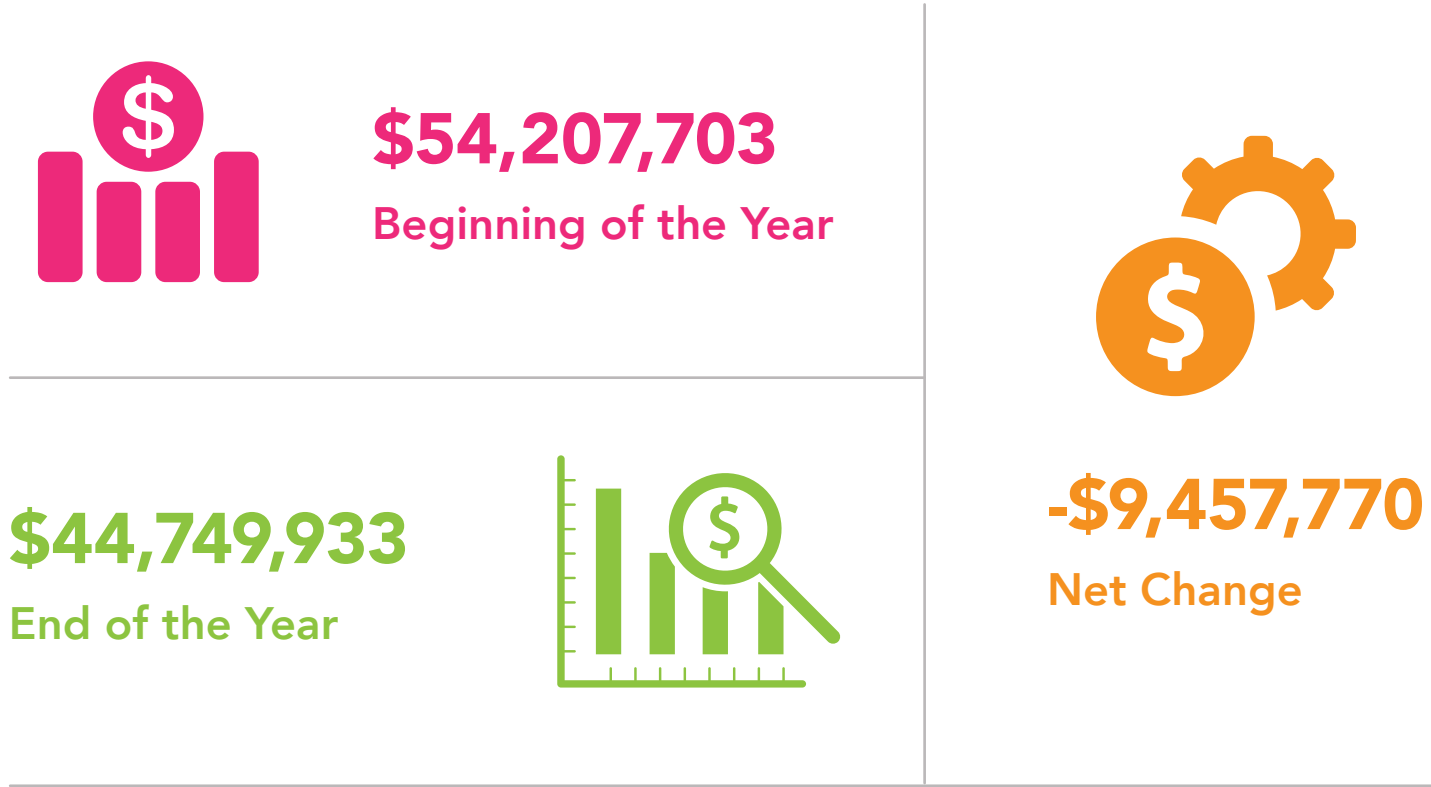 $54,207,703
Beginning of the Year
$44,749,933
End of the Year
-$9,457,770
Net Change